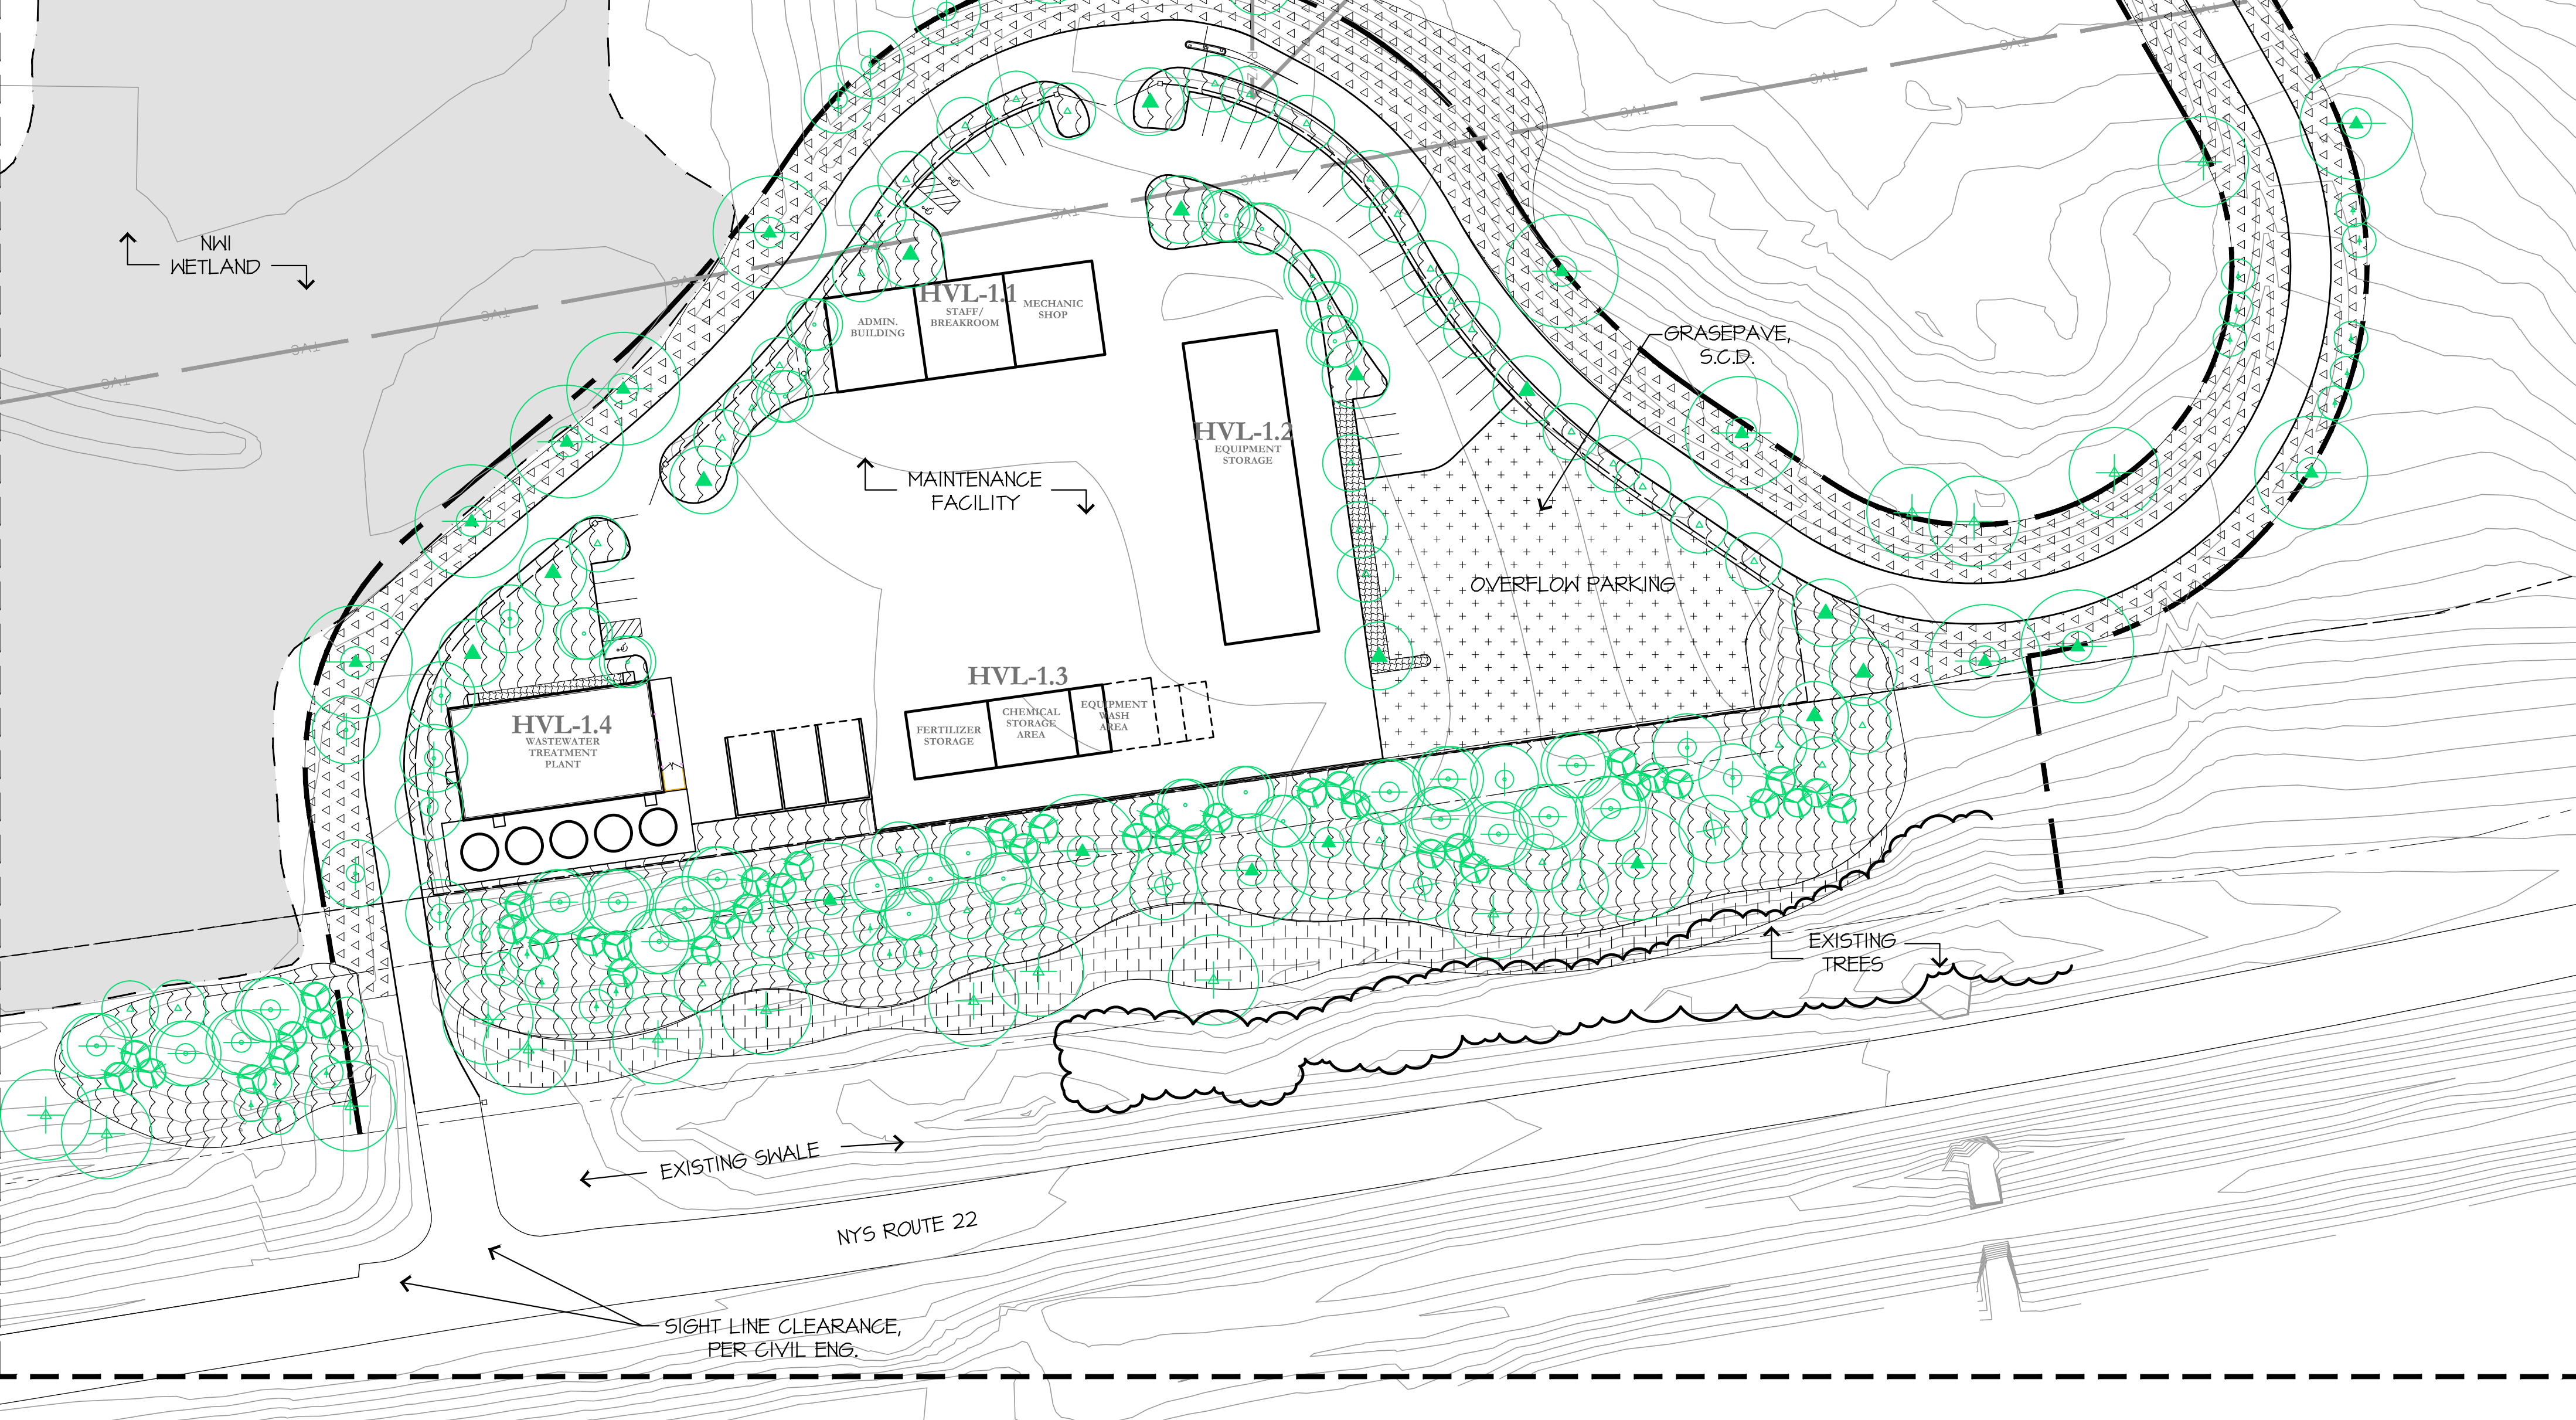 NWI
WETLAND
HVL-1.1
ADMIN.
BUILDING
STAFF/
BREAKROOM
MECHANIC
SHOP
GRASEPAVE,
S.C.D.
HVL-1.2
EQUIPMENT
STORAGE
MAINTENANCE
FACILITY
OVERFLOW PARKING
HVL-1.3
FERTILIZER
STORAGE
CHEMICAL
STORAGE
AREA
EQUIPMENT
WASH
AREA
HVL-1.4
WASTEWATER
TREATMENT
PLANT
EXISTING
TREES
EXISTING SWALE
NYS ROUTE 22
SIGHT LINE CLEARANCE,
PER CIVIL ENG.